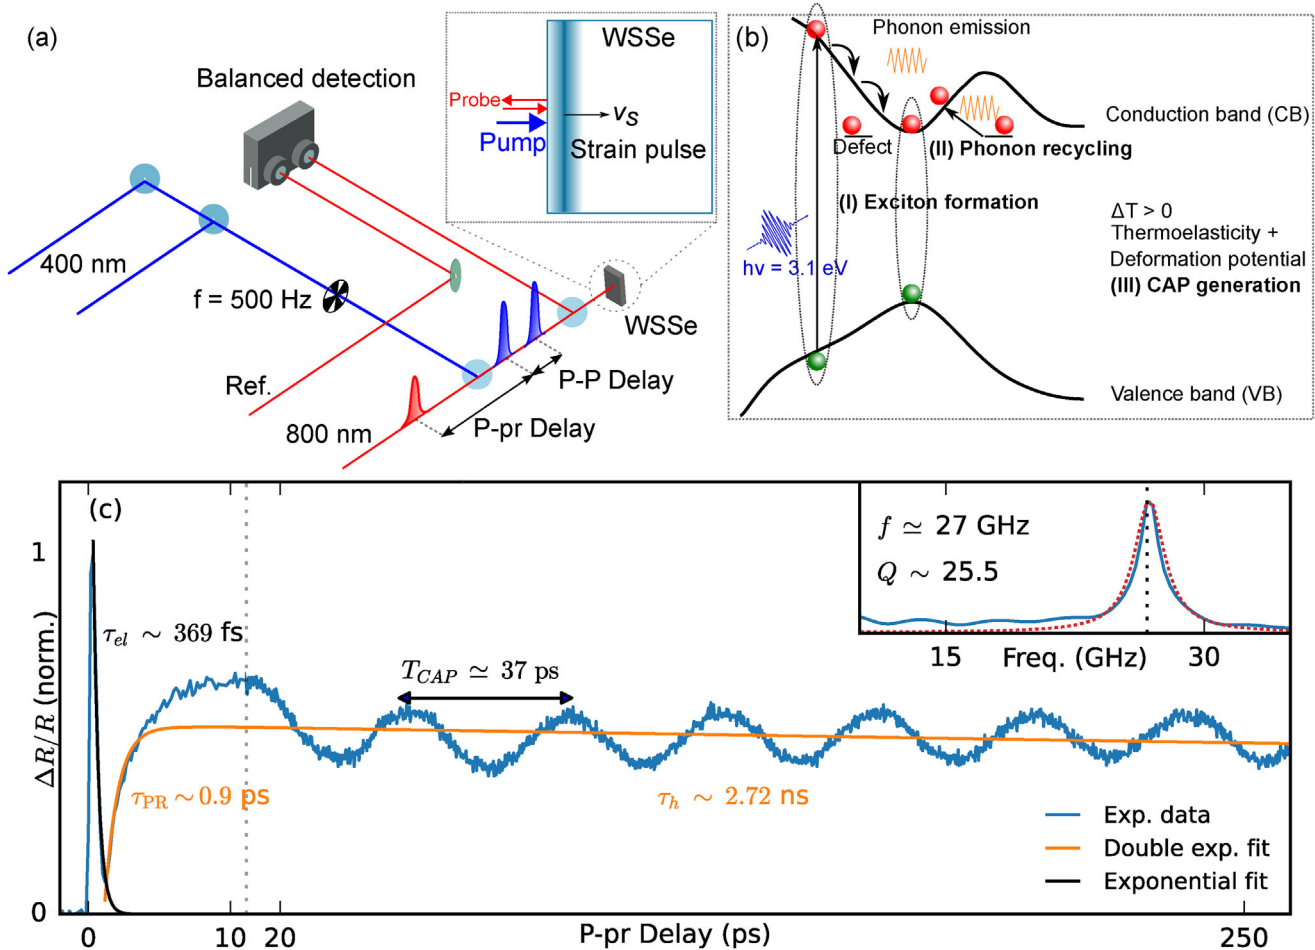 (a)
Balanced detection
400 nm
f = 500 Hz
Ref.
800 nm
P-P Delay
P-pr Delay
WSSe
WSSe
Probe
Pump
v_S
Strain pulse
(b)
Phonon emission
Conduction band (CB)
Defect
(II) Phonon recycling
(I) Exciton formation
hν = 3.1 eV
ΔT > 0
Thermoelasticity +
Deformation potential
(III) CAP generation
Valence band (VB)
(c)
ΔR/R (norm.)
1
0
τ_el ∼ 369 fs
T_CAP ≃ 37 ps
τ_PR ∼ 0.9 ps
τ_h ∼ 2.72 ns
f ≃ 27 GHz
Q ∼ 25.5
15 Freq. (GHz) 30
Exp. data
Double exp. fit
Exponential fit
0 10 20 P-pr Delay (ps) 250